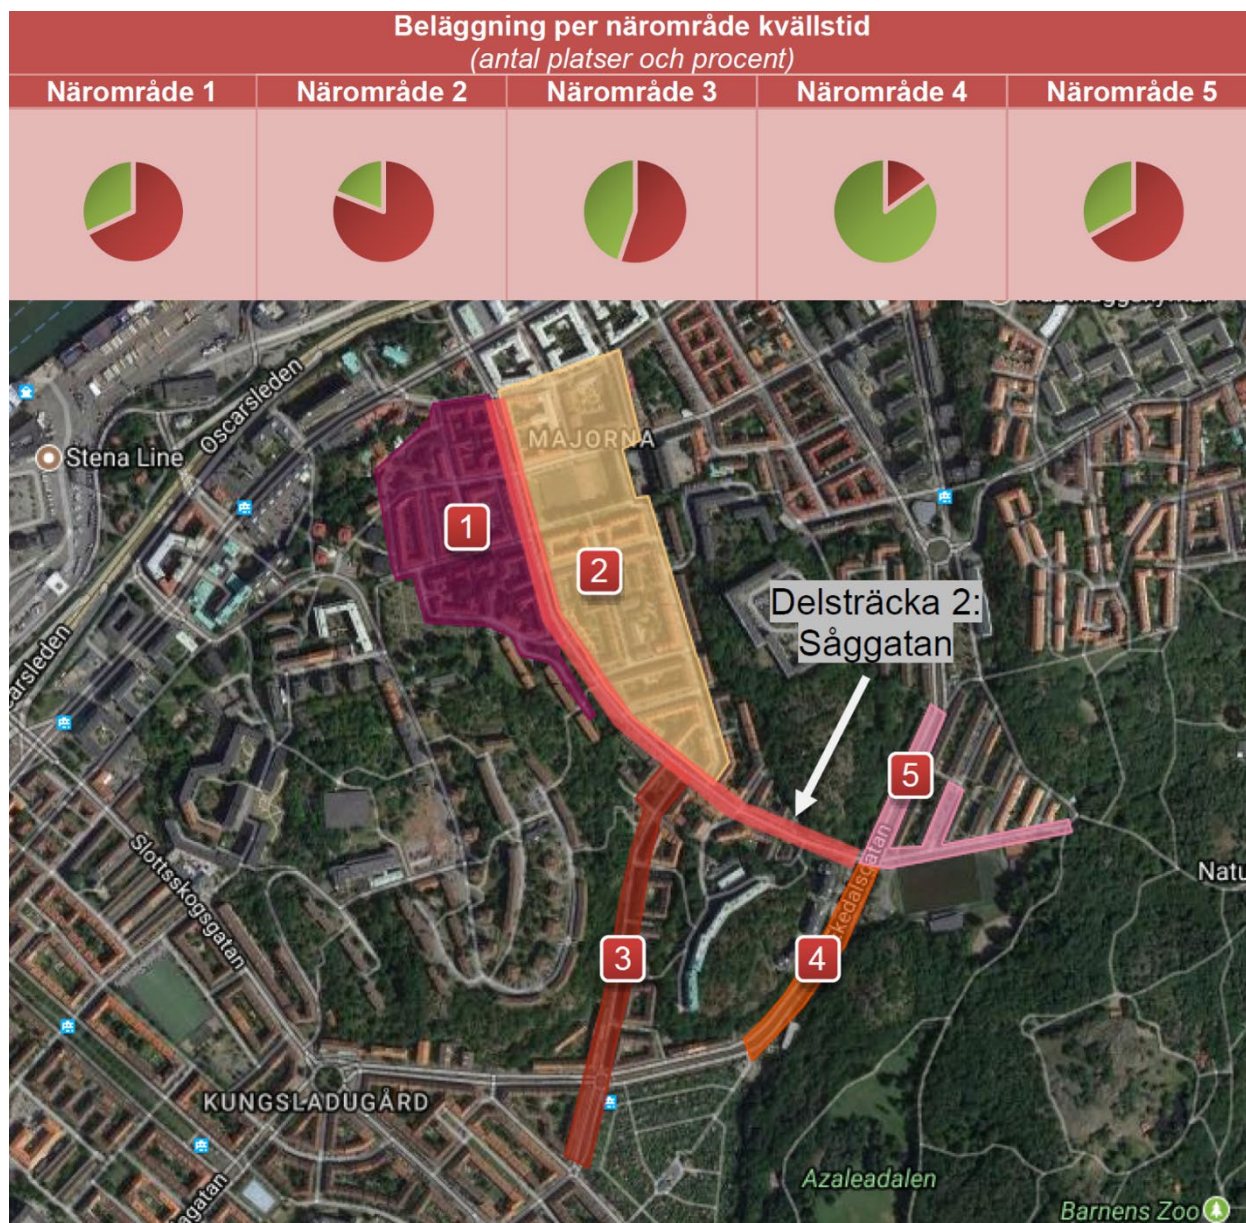 Beläggning per närområde kvällstid
(antal platser och procent)
Närområde 1
Närområde 2
Närområde 3
Närområde 4
Närområde 5
Oscarsleden
MAJORNA
Stena Line
1
2
Delsträcka 2:
Såggatan
5
Slottsskogsgatan
3
4
KUNGSLADUGÅRD
Azaleadalen
Barnens Zoo